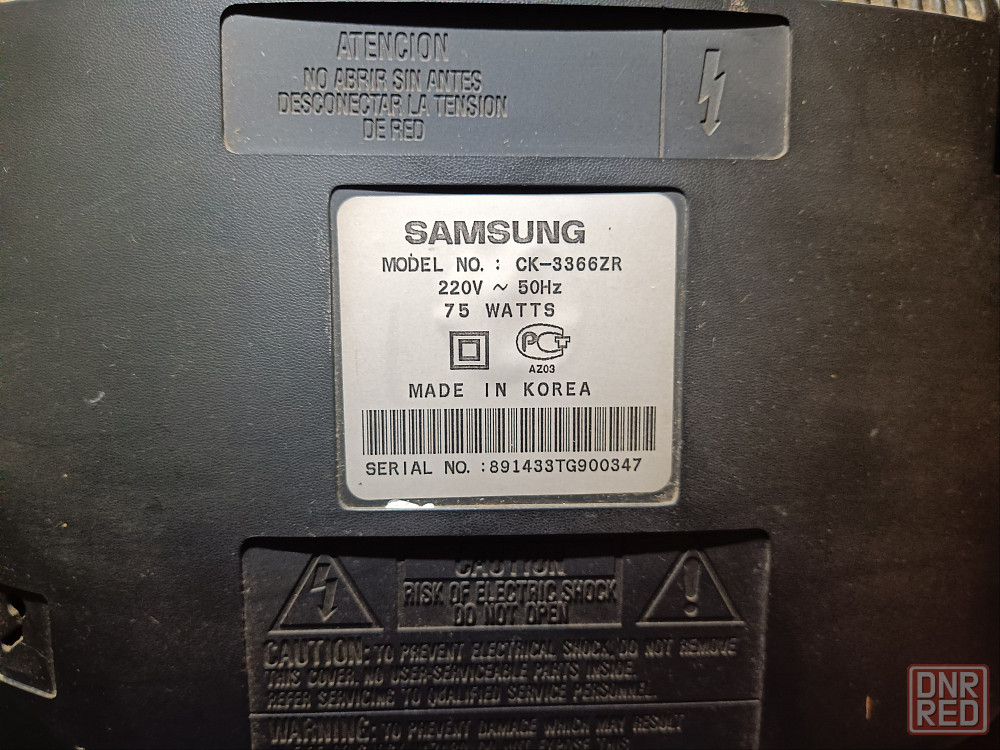 ATENCION
NO ABRIR SIN ANTES
DESCONECTAR LA TENSION
DE RED
SAMSUNG
MODEL NO. : CK-3366ZR
220V ~ 50Hz
75 WATTS
PCT
AZ03
MADE IN KOREA
SERIAL NO. :891433TG900347
CAUTION
RISK OF ELECTRIC SHOCK
DO NOT OPEN
CAUTION: TO PREVENT ELECTRICAL SHOCK, DO NOT REMOVE
THIS COVER. NO USER-SERVICEABLE PARTS INSIDE.
REFER SERVICING TO QUALIFIED SERVICE PERSONNEL.
WARNING: TO PREVENT DAMAGE WHICH MAY RESULT
DNR
RED